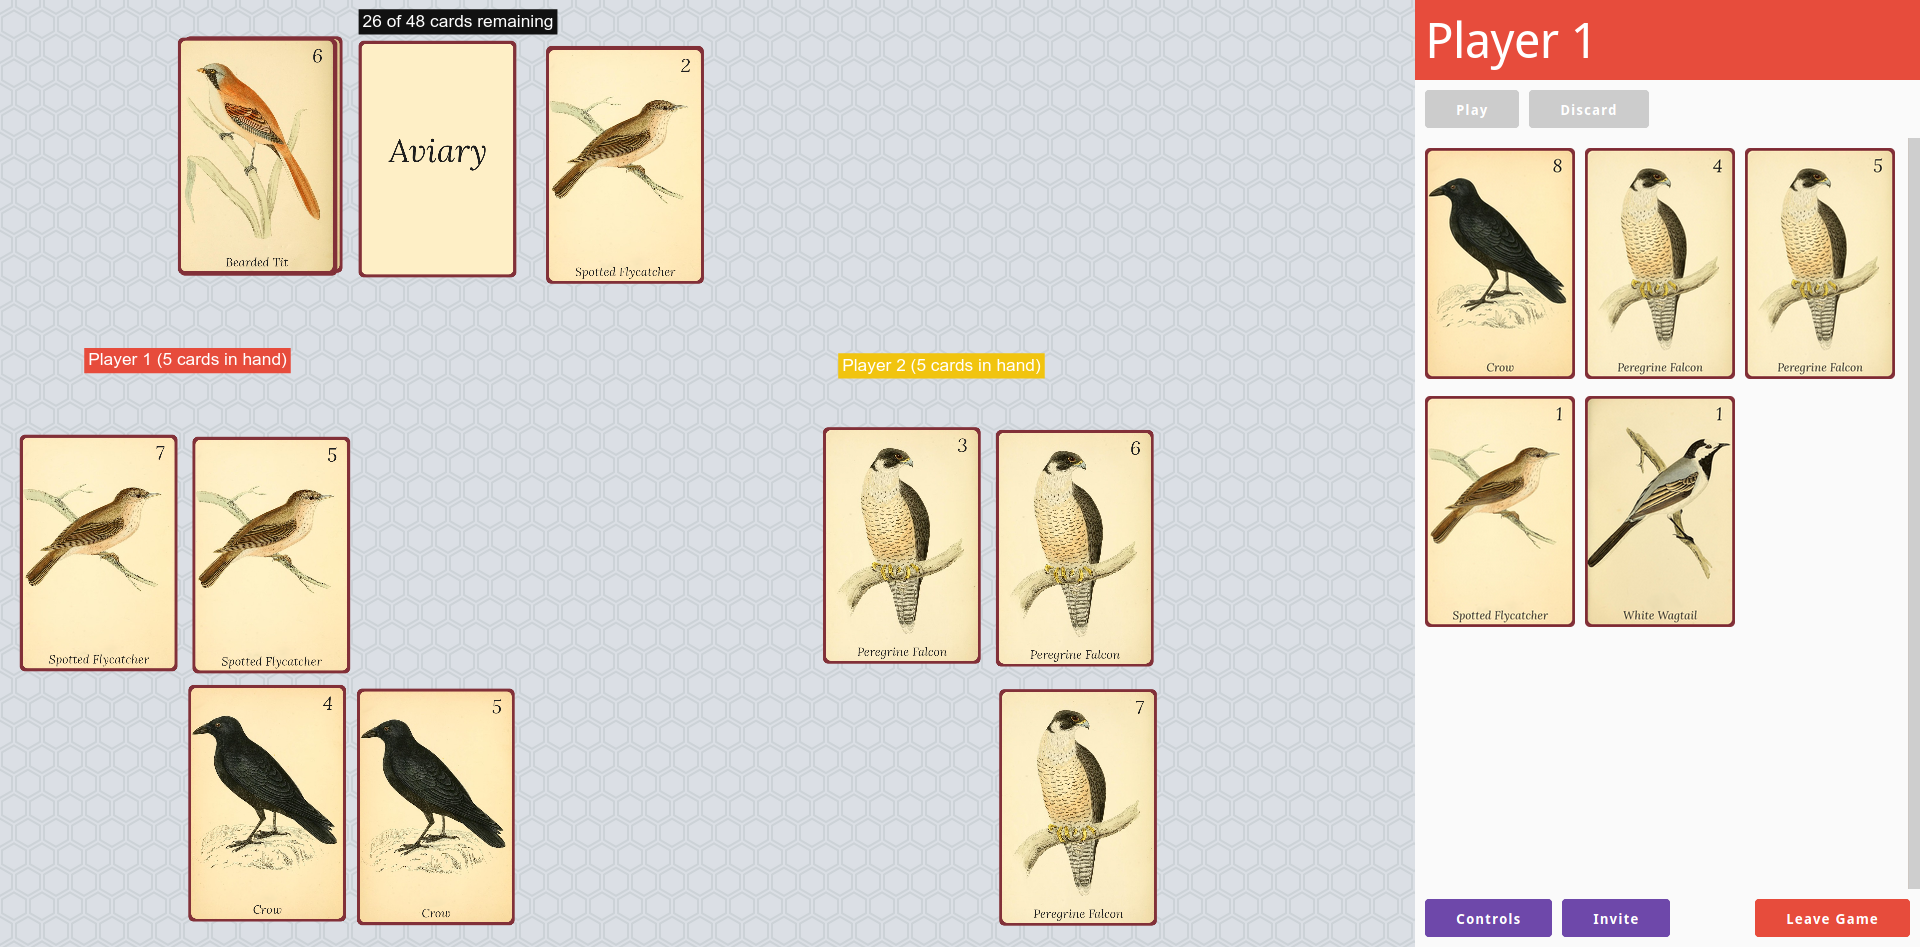 26 of 48 cards remaining
6
Bearded Tit
Aviary
2
Spotted Flycatcher
Player 1 (5 cards in hand)
7
Spotted Flycatcher
5
Spotted Flycatcher
4
Crow
5
Crow
Player 2 (5 cards in hand)
3
Peregrine Falcon
6
Peregrine Falcon
7
Peregrine Falcon
Player 1
Play
Discard
8
Crow
4
Peregrine Falcon
5
Peregrine Falcon
1
Spotted Flycatcher
1
White Wagtail
Controls
Invite
Leave Game